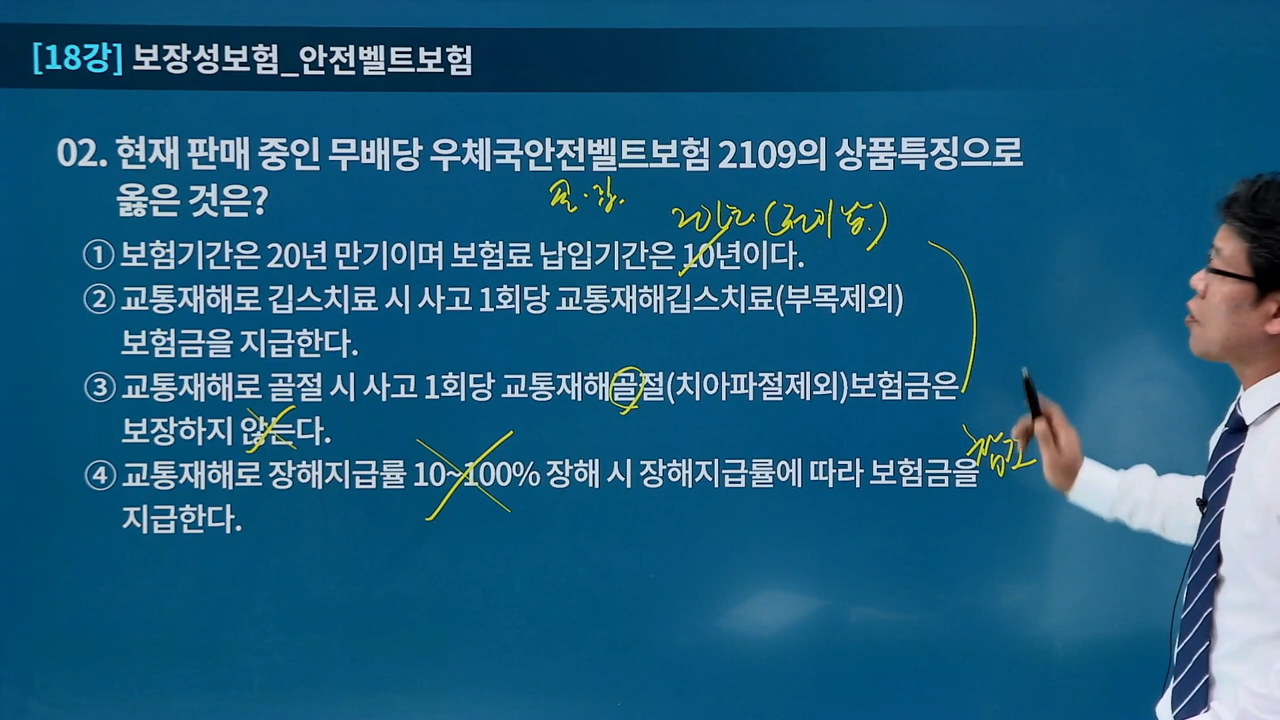 [18강] 보장성보험_안전벨트보험
02. 현재 판매 중인 무배당 우체국안전벨트보험 2109의 상품특징으로
옳은 것은?
① 보험기간은 20년 만기이며 보험료 납입기간은 10년이다.
② 교통재해로 깁스치료 시 사고 1회당 교통재해깁스치료(부목제외)
보험금을 지급한다.
③ 교통재해로 골절 시 사고 1회당 교통재해골절(치아파절제외)보험금은
보장하지 않는다.
④ 교통재해로 장해지급률 10~100% 장해 시 장해지급률에 따라 보험금을
지급한다.